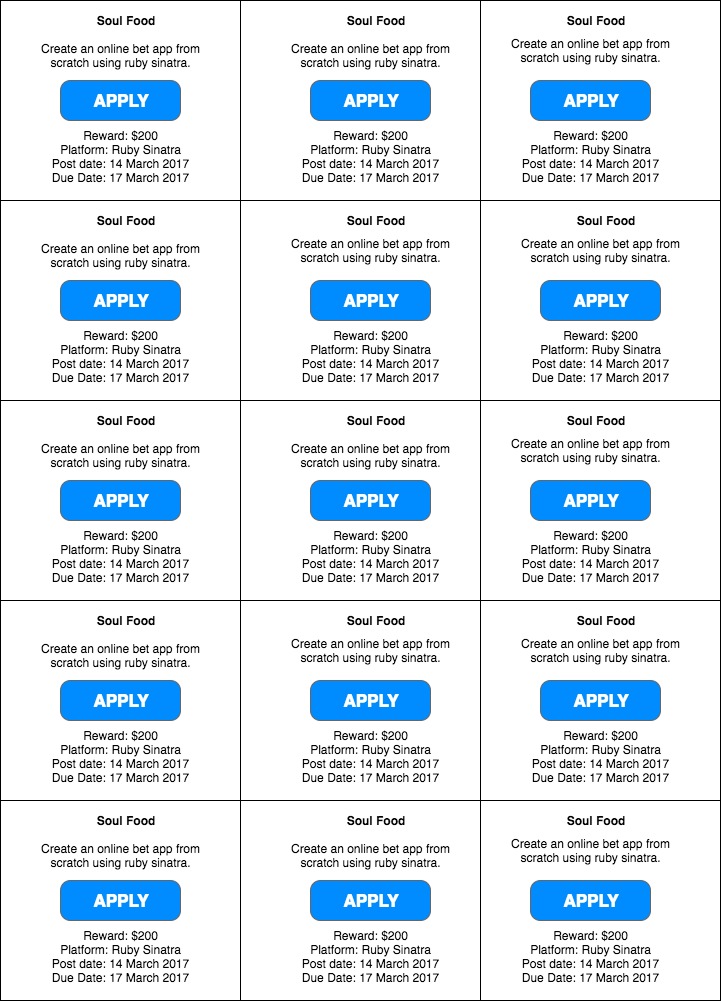 Soul Food
Create an online bet app from
scratch using ruby sinatra.
APPLY
Reward: $200
Platform: Ruby Sinatra
Post date: 14 March 2017
Due Date: 17 March 2017
Soul Food
Create an online bet app from
scratch using ruby sinatra.
APPLY
Reward: $200
Platform: Ruby Sinatra
Post date: 14 March 2017
Due Date: 17 March 2017
Soul Food
Create an online bet app from
scratch using ruby sinatra.
APPLY
Reward: $200
Platform: Ruby Sinatra
Post date: 14 March 2017
Due Date: 17 March 2017
Soul Food
Create an online bet app from
scratch using ruby sinatra.
APPLY
Reward: $200
Platform: Ruby Sinatra
Post date: 14 March 2017
Due Date: 17 March 2017
Soul Food
Create an online bet app from
scratch using ruby sinatra.
APPLY
Reward: $200
Platform: Ruby Sinatra
Post date: 14 March 2017
Due Date: 17 March 2017
Soul Food
Create an online bet app from
scratch using ruby sinatra.
APPLY
Reward: $200
Platform: Ruby Sinatra
Post date: 14 March 2017
Due Date: 17 March 2017
Soul Food
Create an online bet app from
scratch using ruby sinatra.
APPLY
Reward: $200
Platform: Ruby Sinatra
Post date: 14 March 2017
Due Date: 17 March 2017
Soul Food
Create an online bet app from
scratch using ruby sinatra.
APPLY
Reward: $200
Platform: Ruby Sinatra
Post date: 14 March 2017
Due Date: 17 March 2017
Soul Food
Create an online bet app from
scratch using ruby sinatra.
APPLY
Reward: $200
Platform: Ruby Sinatra
Post date: 14 March 2017
Due Date: 17 March 2017
Soul Food
Create an online bet app from
scratch using ruby sinatra.
APPLY
Reward: $200
Platform: Ruby Sinatra
Post date: 14 March 2017
Due Date: 17 March 2017
Soul Food
Create an online bet app from
scratch using ruby sinatra.
APPLY
Reward: $200
Platform: Ruby Sinatra
Post date: 14 March 2017
Due Date: 17 March 2017
Soul Food
Create an online bet app from
scratch using ruby sinatra.
APPLY
Reward: $200
Platform: Ruby Sinatra
Post date: 14 March 2017
Due Date: 17 March 2017
Soul Food
Create an online bet app from
scratch using ruby sinatra.
APPLY
Reward: $200
Platform: Ruby Sinatra
Post date: 14 March 2017
Due Date: 17 March 2017
Soul Food
Create an online bet app from
scratch using ruby sinatra.
APPLY
Reward: $200
Platform: Ruby Sinatra
Post date: 14 March 2017
Due Date: 17 March 2017
Soul Food
Create an online bet app from
scratch using ruby sinatra.
APPLY
Reward: $200
Platform: Ruby Sinatra
Post date: 14 March 2017
Due Date: 17 March 2017